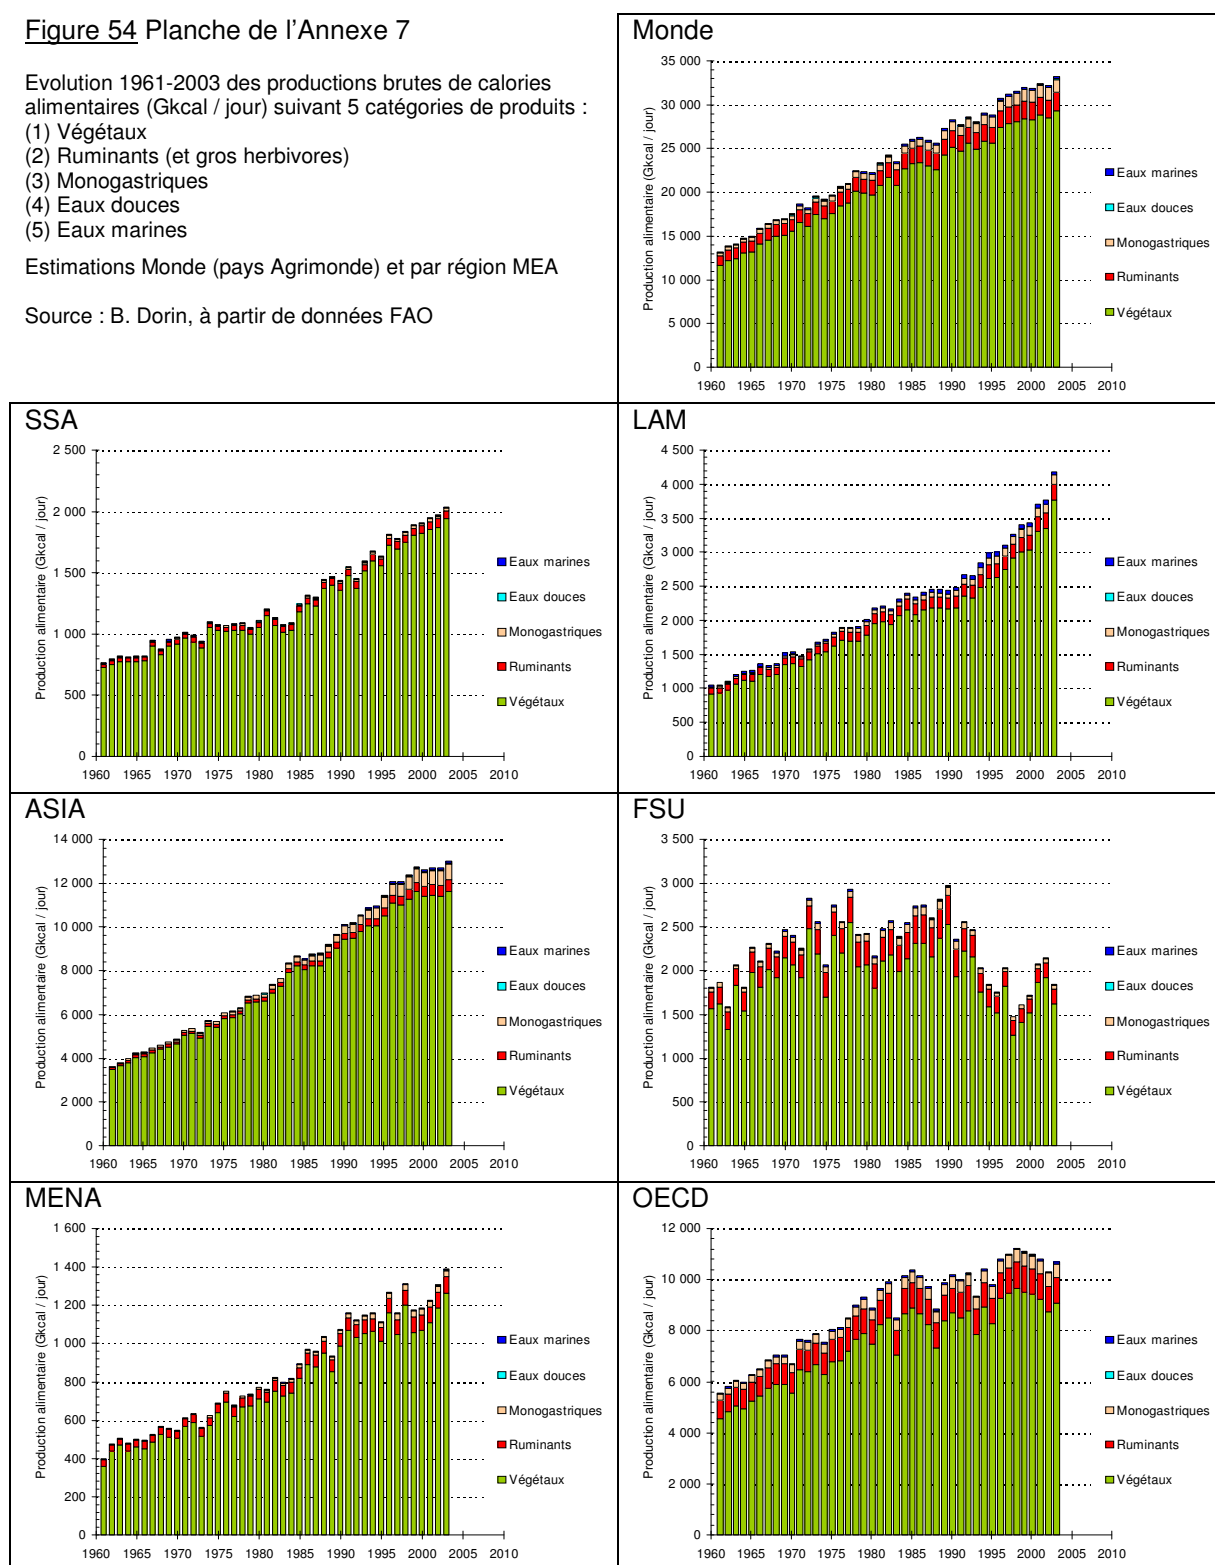 Figure 54 Planche de l'Annexe 7
Evolution 1961-2003 des productions brutes de calories
alimentaires (Gkcal / jour) suivant 5 catégories de produits :
(1) Végétaux
(2) Ruminants (et gros herbivores)
(3) Monogastriques
(4) Eaux douces
(5) Eaux marines
Estimations Monde (pays Agrimonde) et par région MEA
Source : B. Dorin, à partir de données FAO
Monde
Production alimentaire (Gkcal / jour)
35 000
30 000
25 000
20 000
15 000
10 000
5 000
0
1960 1965 1970 1975 1980 1985 1990 1995 2000 2005 2010
Eaux marines
Eaux douces
Monogastriques
Ruminants
Végétaux
SSA
Production alimentaire (Gkcal / jour)
2 500
2 000
1 500
1 000
500
0
1960 1965 1970 1975 1980 1985 1990 1995 2000 2005 2010
Eaux marines
Eaux douces
Monogastriques
Ruminants
Végétaux
LAM
Production alimentaire (Gkcal / jour)
4 500
4 000
3 500
3 000
2 500
2 000
1 500
1 000
500
0
1960 1965 1970 1975 1980 1985 1990 1995 2000 2005 2010
Eaux marines
Eaux douces
Monogastriques
Ruminants
Végétaux
ASIA
Production alimentaire (Gkcal / jour)
14 000
12 000
10 000
8 000
6 000
4 000
2 000
0
1960 1965 1970 1975 1980 1985 1990 1995 2000 2005 2010
Eaux marines
Eaux douces
Monogastriques
Ruminants
Végétaux
FSU
Production alimentaire (Gkcal / jour)
3 500
3 000
2 500
2 000
1 500
1 000
500
0
1960 1965 1970 1975 1980 1985 1990 1995 2000 2005 2010
Eaux marines
Eaux douces
Monogastriques
Ruminants
Végétaux
MENA
Production alimentaire (Gkcal / jour)
1 600
1 400
1 200
1 000
800
600
400
200
0
1960 1965 1970 1975 1980 1985 1990 1995 2000 2005 2010
Eaux marines
Eaux douces
Monogastriques
Ruminants
Végétaux
OECD
Production alimentaire (Gkcal / jour)
12 000
10 000
8 000
6 000
4 000
2 000
0
1960 1965 1970 1975 1980 1985 1990 1995 2000 2005 2010
Eaux marines
Eaux douces
Monogastriques
Ruminants
Végétaux